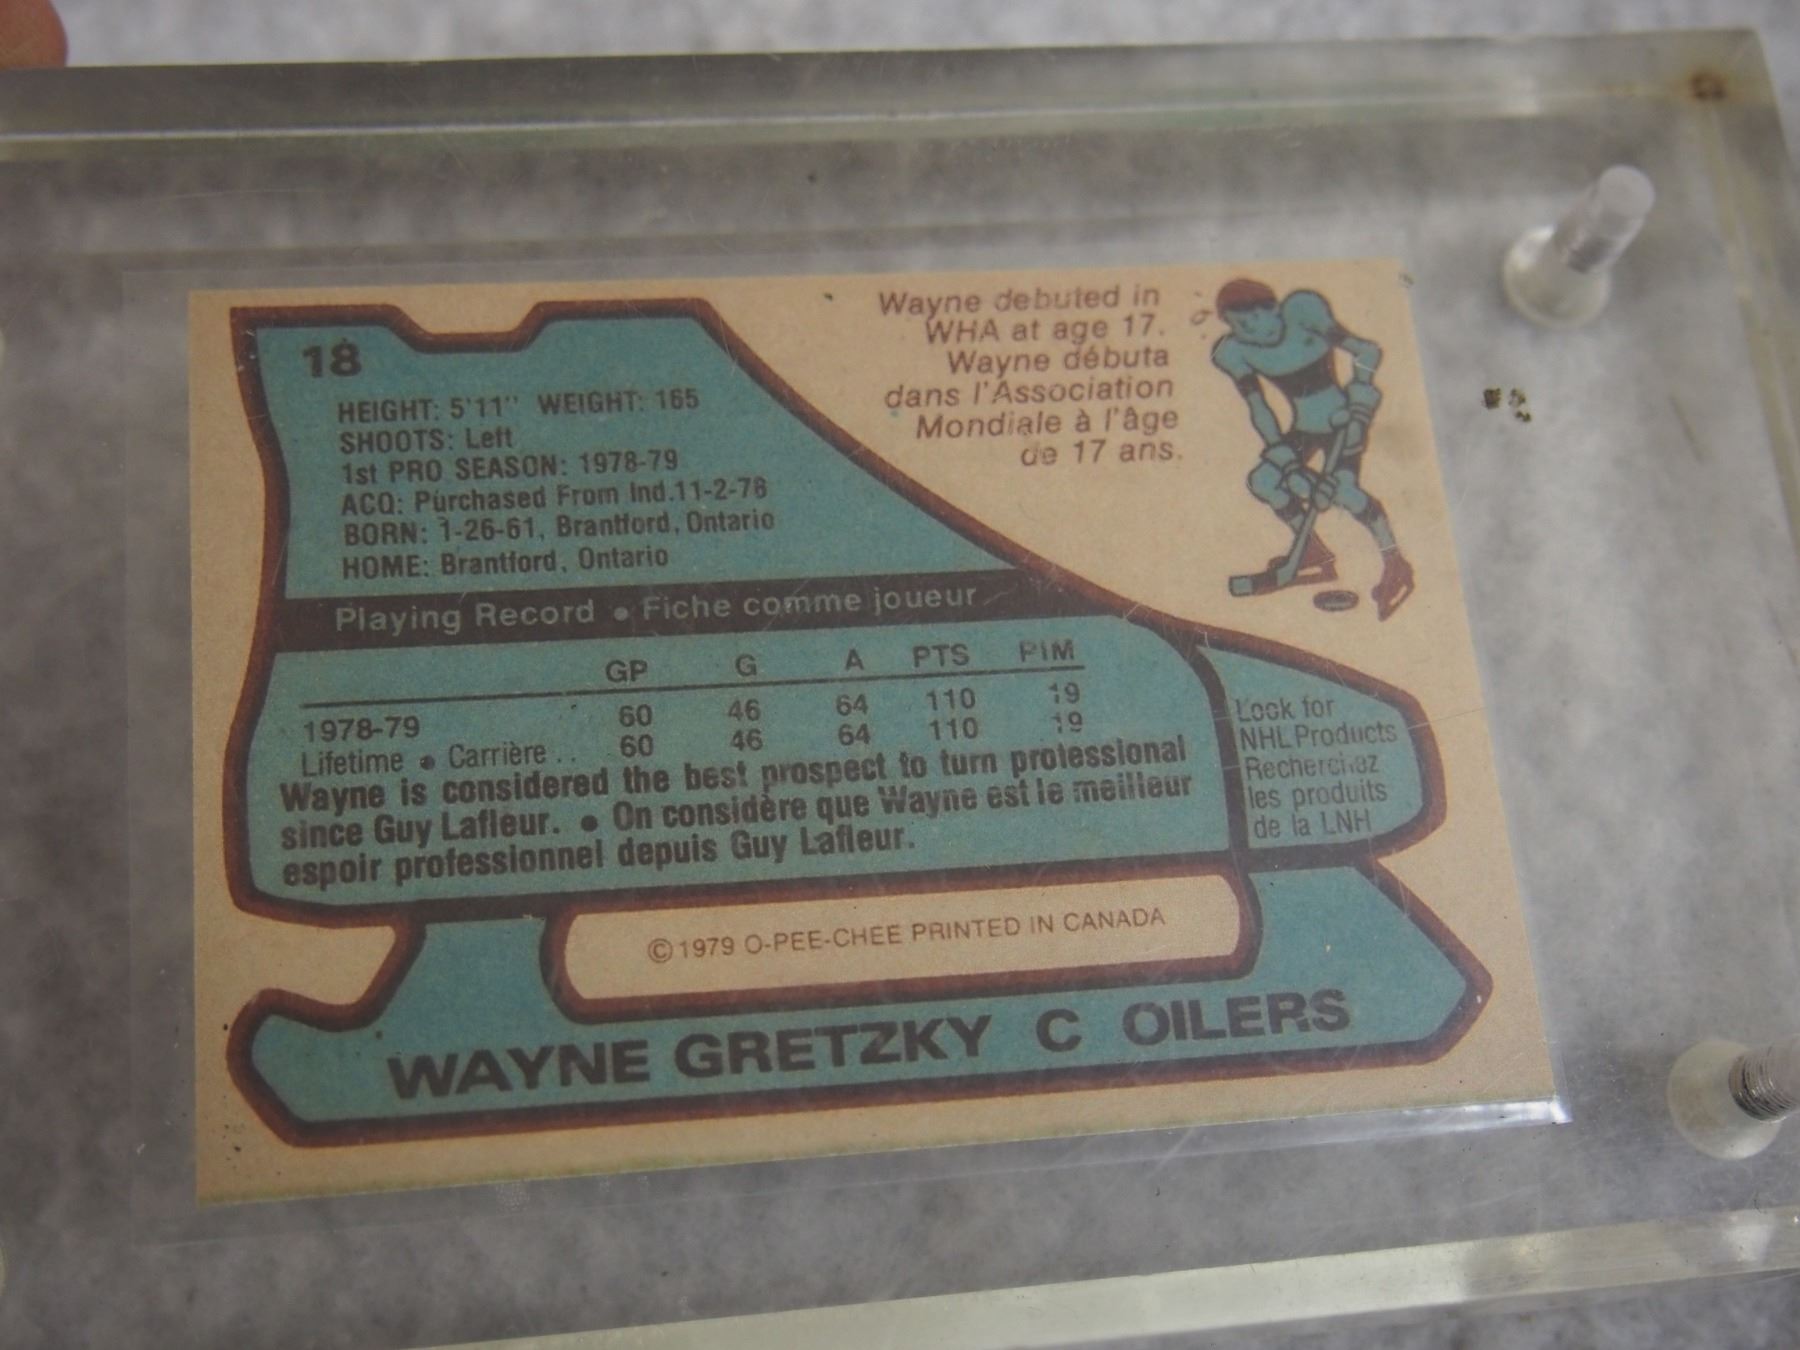 18
Wayne debuted in
WHA at age 17.
Wayne débuta
dans l'Association
Mondiale à l'âge
de 17 ans.
HEIGHT: 5'11" WEIGHT: 165
SHOOTS: Left
1st PRO SEASON: 1978-79
ACQ: Purchased From Ind.11-2-78
BORN: 1-26-61, Brantford, Ontario
HOME: Brantford, Ontario
Playing Record • Fiche comme joueur
GP G A PTS PIM
1978-79 60 46 64 110 19
Lifetime • Carrière .. 60 46 64 110 19
Wayne is considered the best prospect to turn professional
since Guy Lafleur. • On considère que Wayne est le meilleur
espoir professionnel depuis Guy Lafleur.
Look for
NHL Products
Recherchez
les produits
de la LNH
© 1979 O-PEE-CHEE PRINTED IN CANADA
WAYNE GRETZKY C OILERS